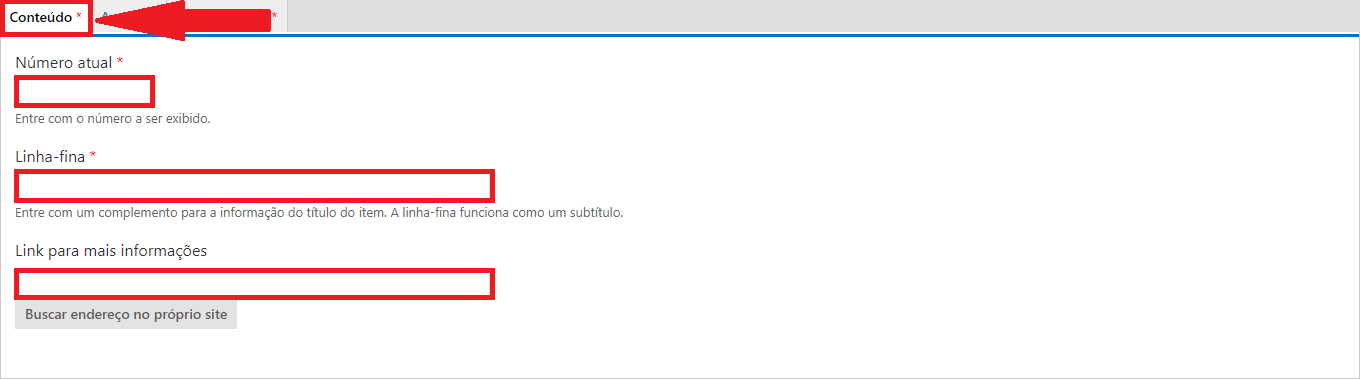 Conteúdo * *
Número atual *
Entre com o número a ser exibido.
Linha-fina *
Entre com um complemento para a informação do título do item. A linha-fina funciona como um subtítulo.
Link para mais informações
Buscar endereço no próprio site